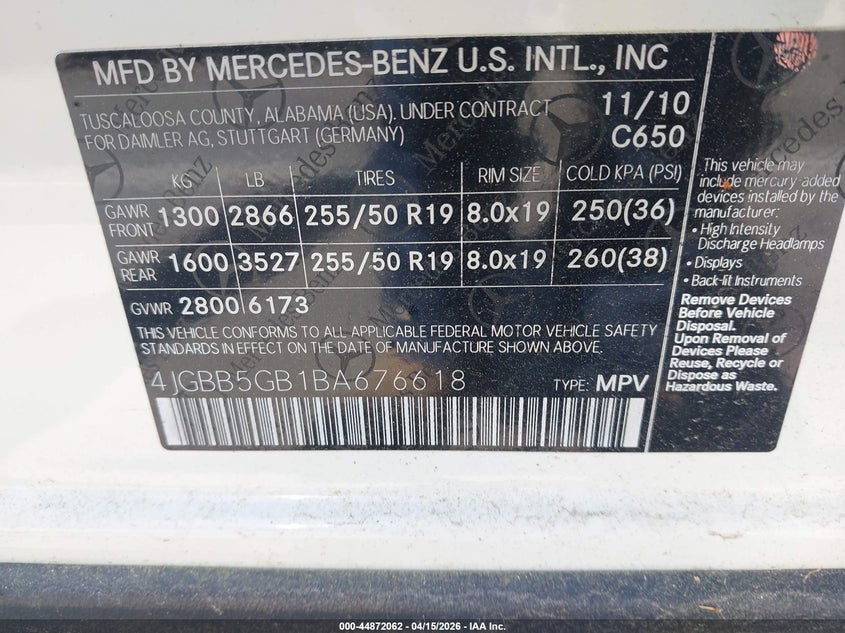 MFD BY MERCEDES-BENZ U.S. INTL., INC
TUSCALOOSA COUNTY, ALABAMA (USA). UNDER CONTRACT
FOR DAIMLER AG, STUTTGART (GERMANY)
11/10
C650
KG LB TIRES RIM SIZE COLD KPA (PSI)
GAWR FRONT 1300 2866 255/50 R19 8.0x19 250(36)
GAWR REAR 1600 3527 255/50 R19 8.0x19 260(38)
GVWR 2800 6173
THIS VEHICLE CONFORMS TO ALL APPLICABLE FEDERAL MOTOR VEHICLE SAFETY
STANDARDS IN EFFECT ON THE DATE OF MANUFACTURE SHOWN ABOVE.
4JGBB5GB1BA676618 TYPE: MPV
This vehicle may
include mercury-added
devices installed by the
manufacturer:
• High Intensity
Discharge Headlamps
• Displays
• Back-lit Instruments
Remove Devices
Before Vehicle
Disposal.
Upon Removal of
Devices Please
Reuse, Recycle or
Dispose as
Hazardous Waste.
Mercedes-Benz
000-44872062 - 04/15/2026 - IAA Inc.